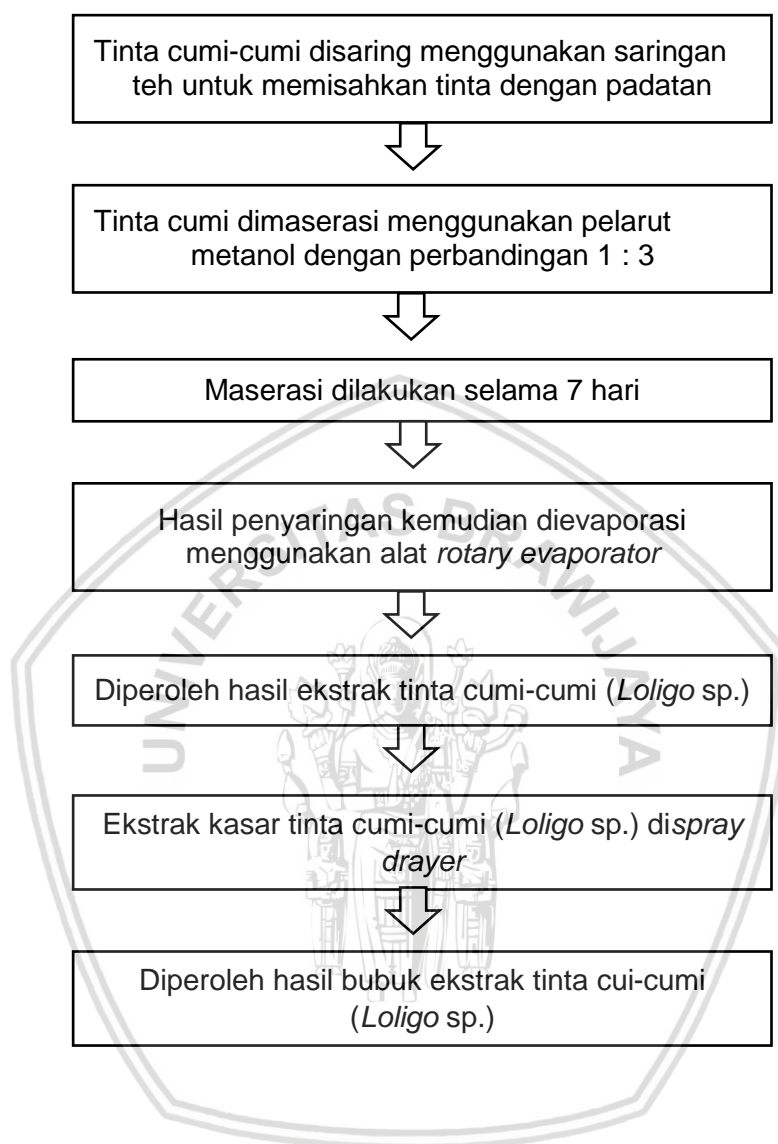 Tinta cumi-cumi disaring menggunakan saringan
teh untuk memisahkan tinta dengan padatan
Tinta cumi dimaserasi menggunakan pelarut
metanol dengan perbandingan 1 : 3
Maserasi dilakukan selama 7 hari
Hasil penyaringan kemudian dievaporasi
menggunakan alat rotary evaporator
Diperoleh hasil ekstrak tinta cumi-cumi (Loligo sp.)
Ekstrak kasar tinta cumi-cumi (Loligo sp.) dispray
drayer
Diperoleh hasil bubuk ekstrak tinta cui-cumi
(Loligo sp.)
UNIVERSITAS BRAWIJAYA